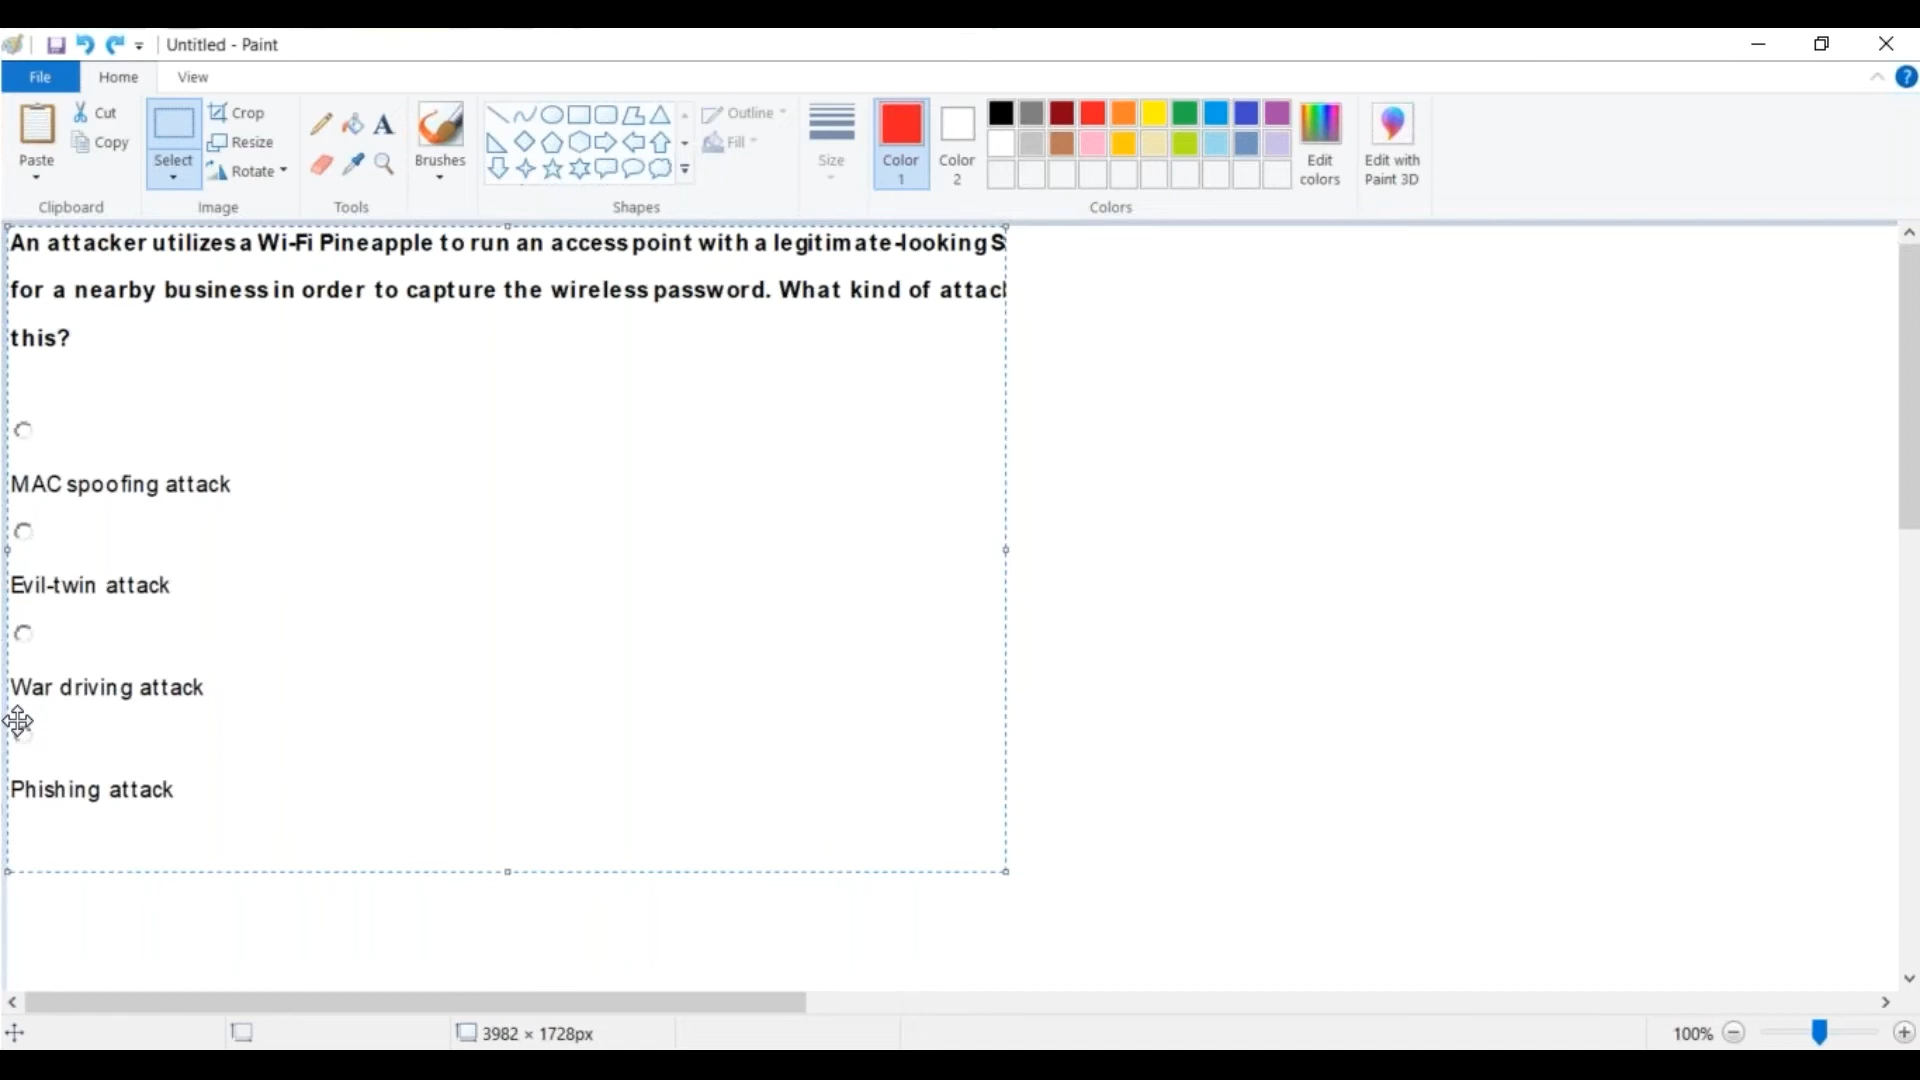 Untitled - Paint
File Home View
Paste
Cut
Copy
Clipboard
Select
Crop
Resize
Rotate
Image
A
Tools
Brushes
Outline
Fill
Shapes
Size
Color 1
Color 2
Edit colors
Colors
Edit with Paint 3D
An attacker utilizes a Wi-Fi Pineapple to run an access point with a legitimate-looking S
for a nearby business in order to capture the wireless password. What kind of attac
this?
MAC spoofing attack
Evil-twin attack
War driving attack
Phishing attack
3982 × 1728px
100%